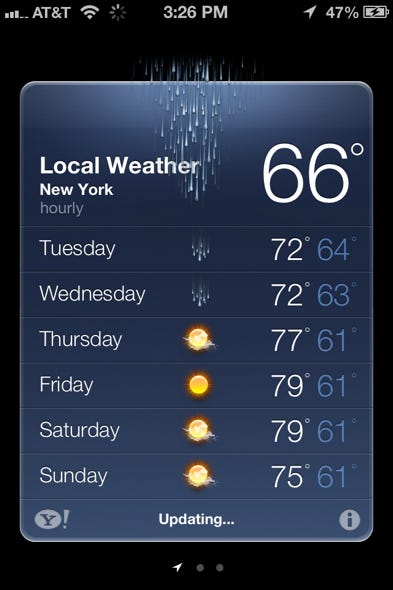 AT&T 3:26 PM 47%
66°
Local Weather
New York
hourly
Tuesday 72° 64°
Wednesday 72° 63°
Thursday 77° 61°
Friday 79° 61°
Saturday 79° 61°
Sunday 75° 61°
Y! Updating... i